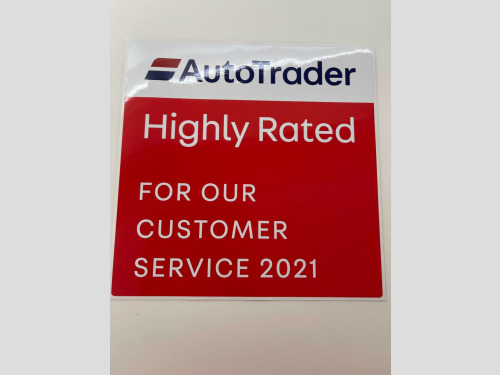 AutoTrader
Highly Rated
FOR OUR
CUSTOMER
SERVICE 2021